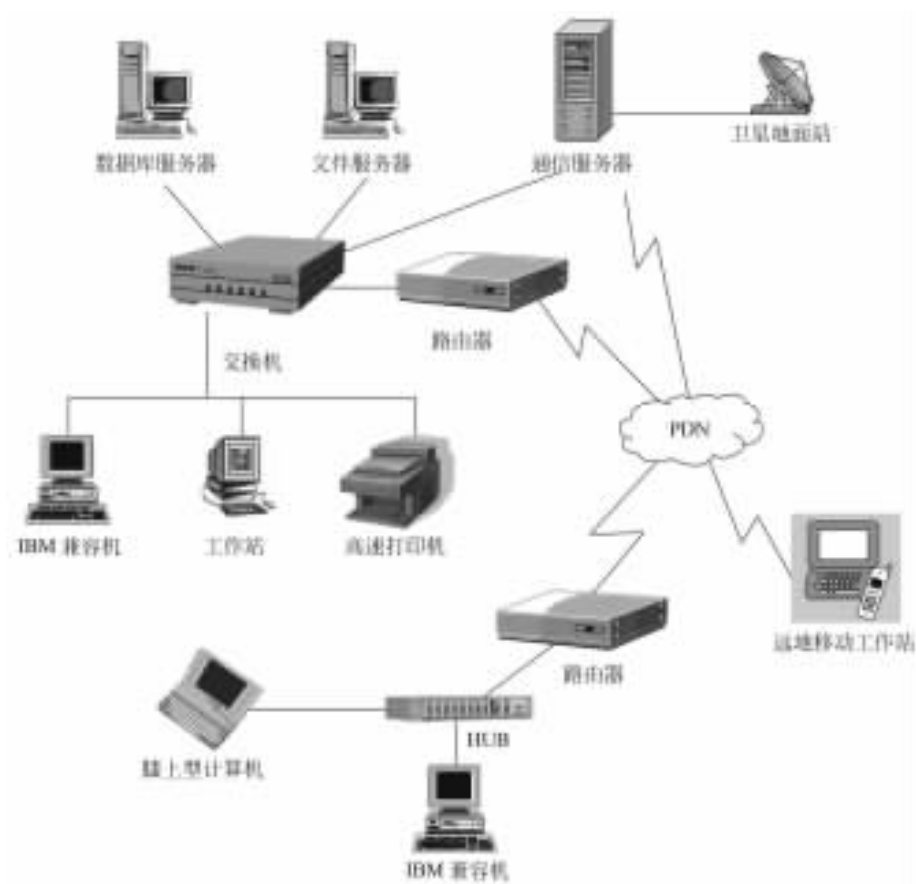 数据库服务器
文件服务器
通信服务器
卫星地面站
路由器
交换机
PDN
IBM 兼容机
工作站
高速打印机
远地移动工作站
路由器
HUB
膝上型计算机
IBM 兼容机